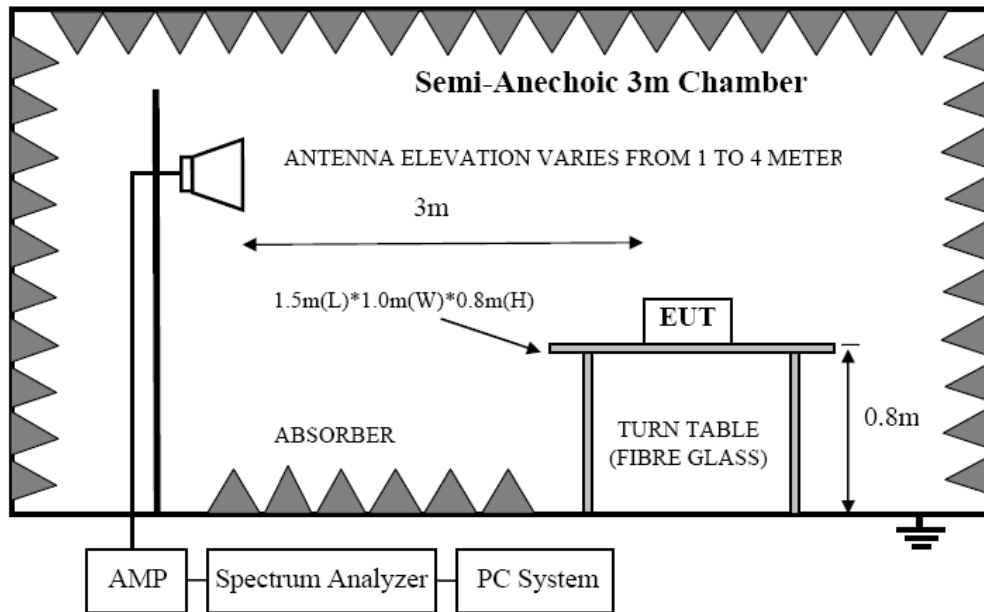 Semi-Anechoic 3m Chamber
ANTENNA ELEVATION VARIES FROM 1 TO 4 METER
3m
1.5m(L)*1.0m(W)*0.8m(H)
EUT
0.8m
ABSORBER
TURN TABLE
(FIBRE GLASS)
AMP
Spectrum Analyzer
PC System